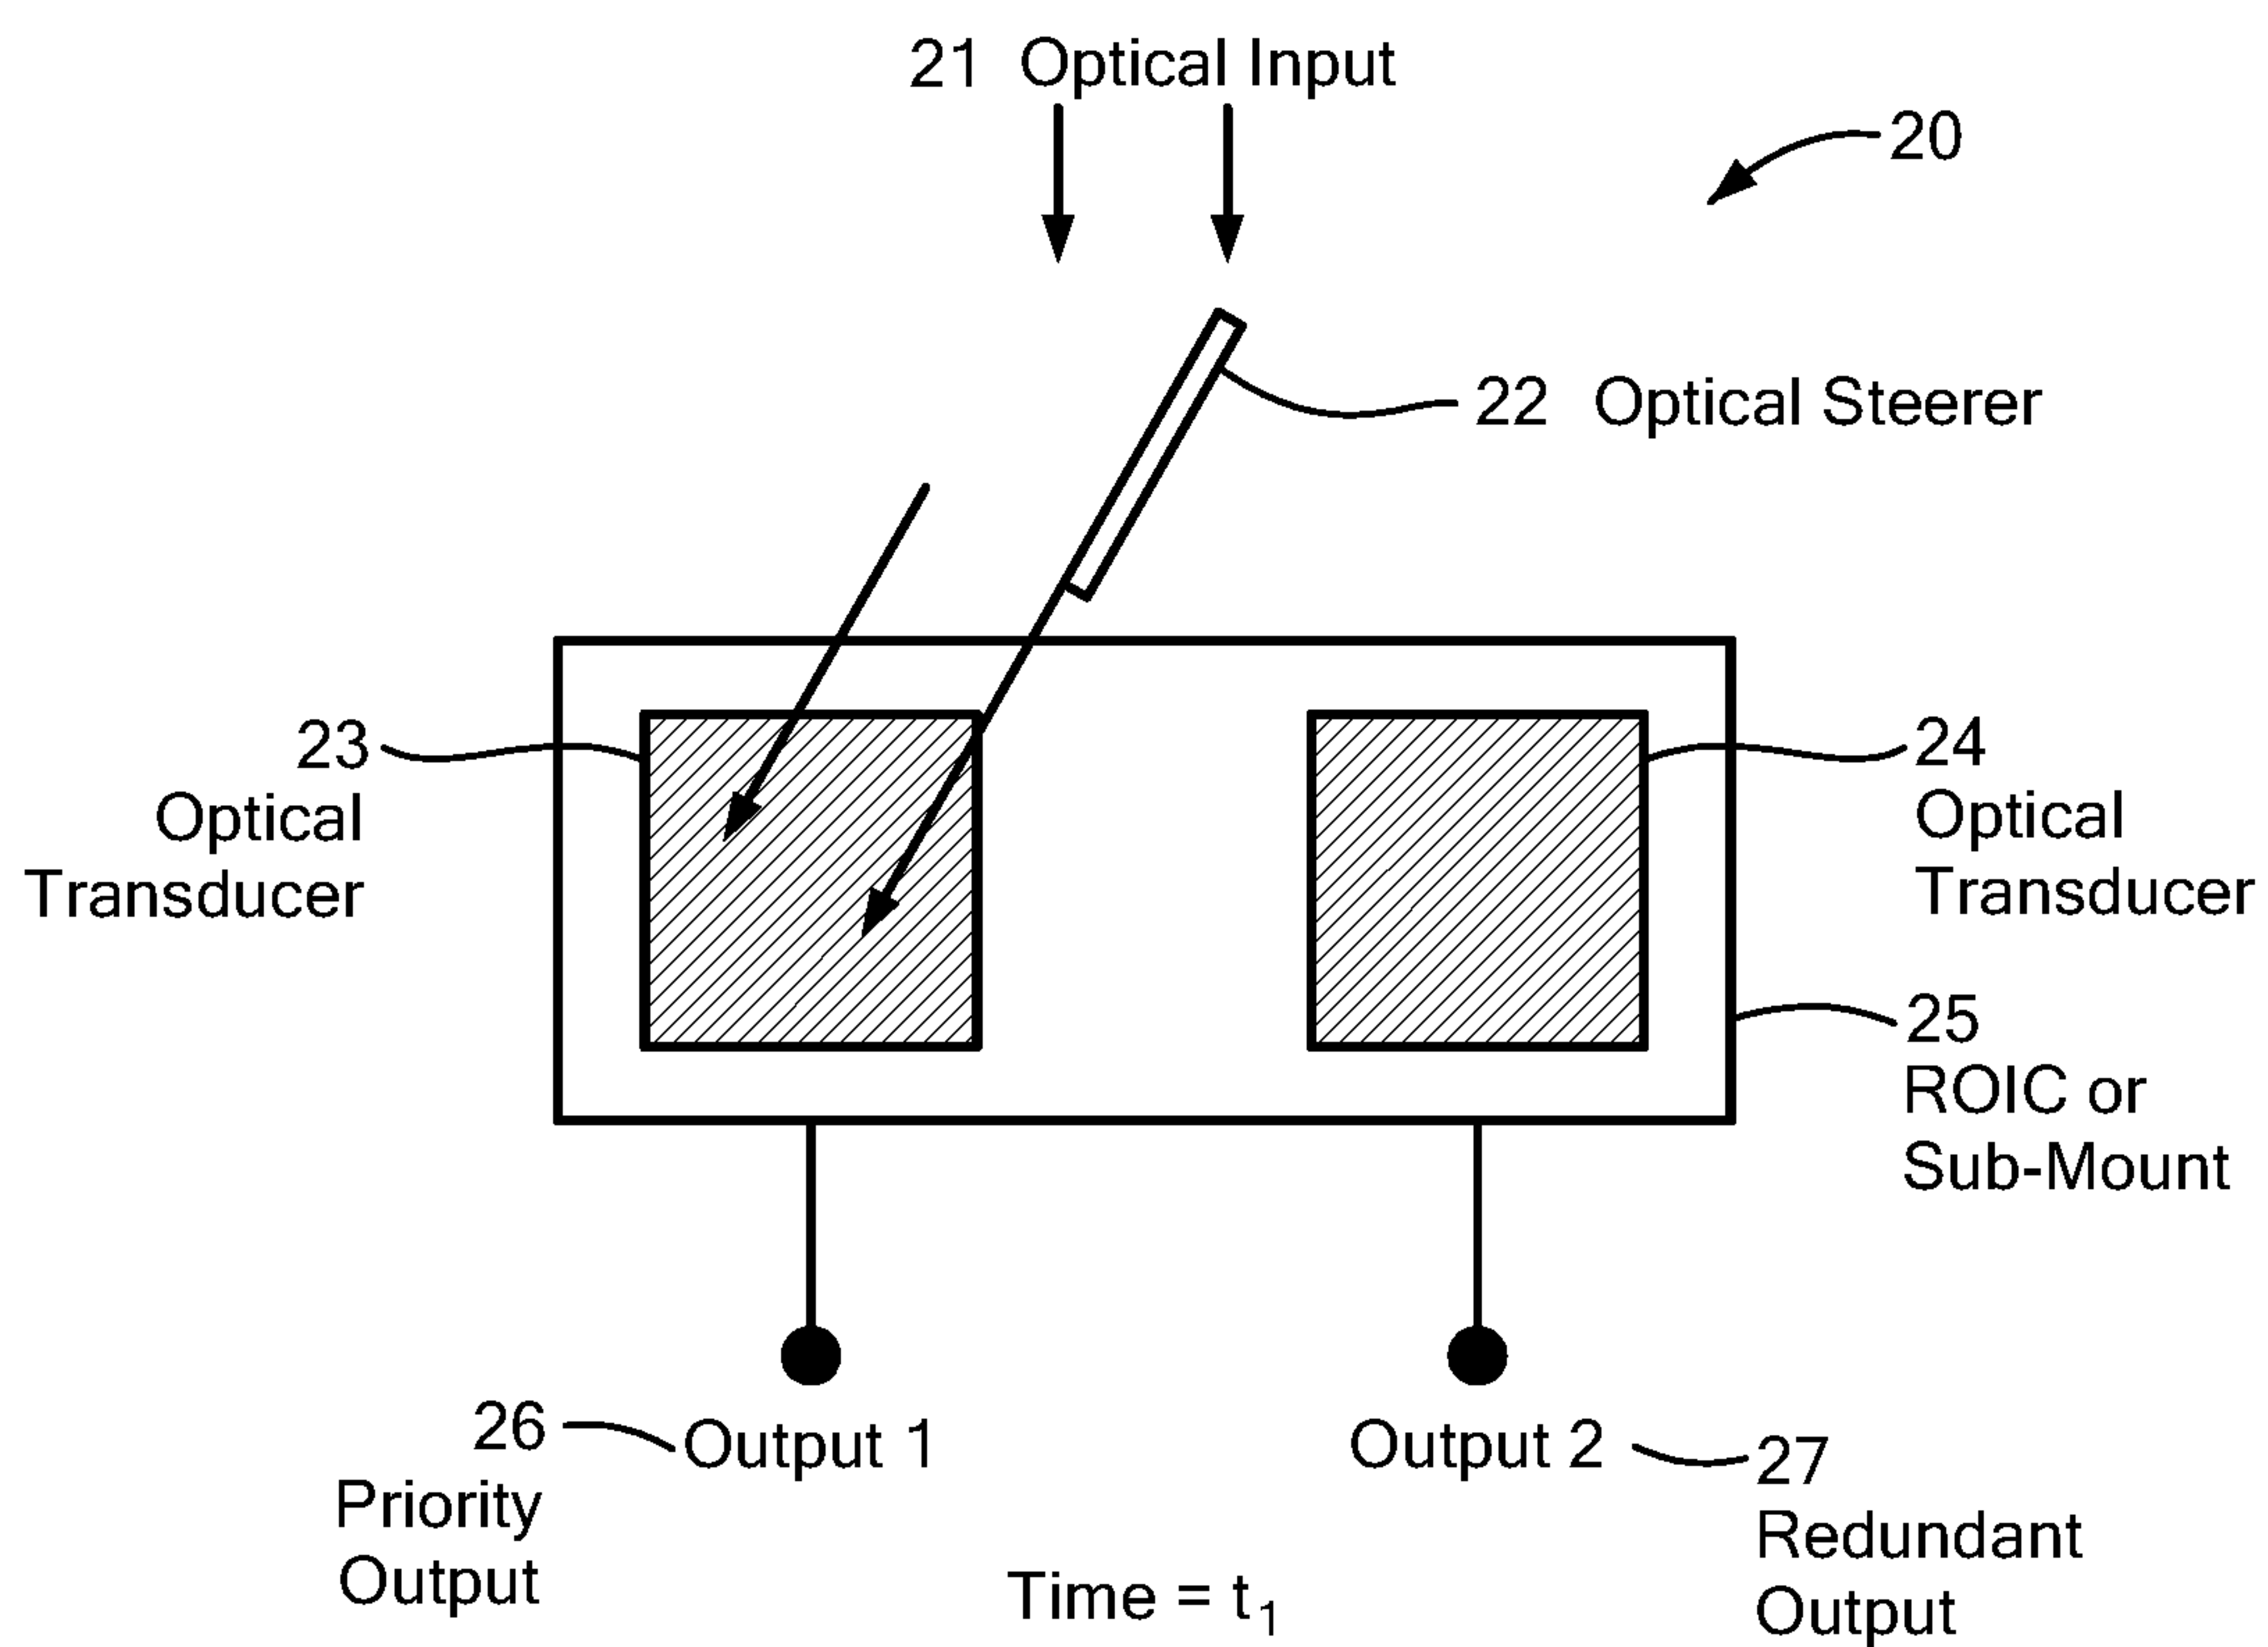 21 Optical Input
20
22 Optical Steerer
23
Optical
Transducer
24
Optical
Transducer
25
ROIC or
Sub-Mount
26
Priority
Output
Output 1
Output 2
27
Redundant
Output
Time = t1